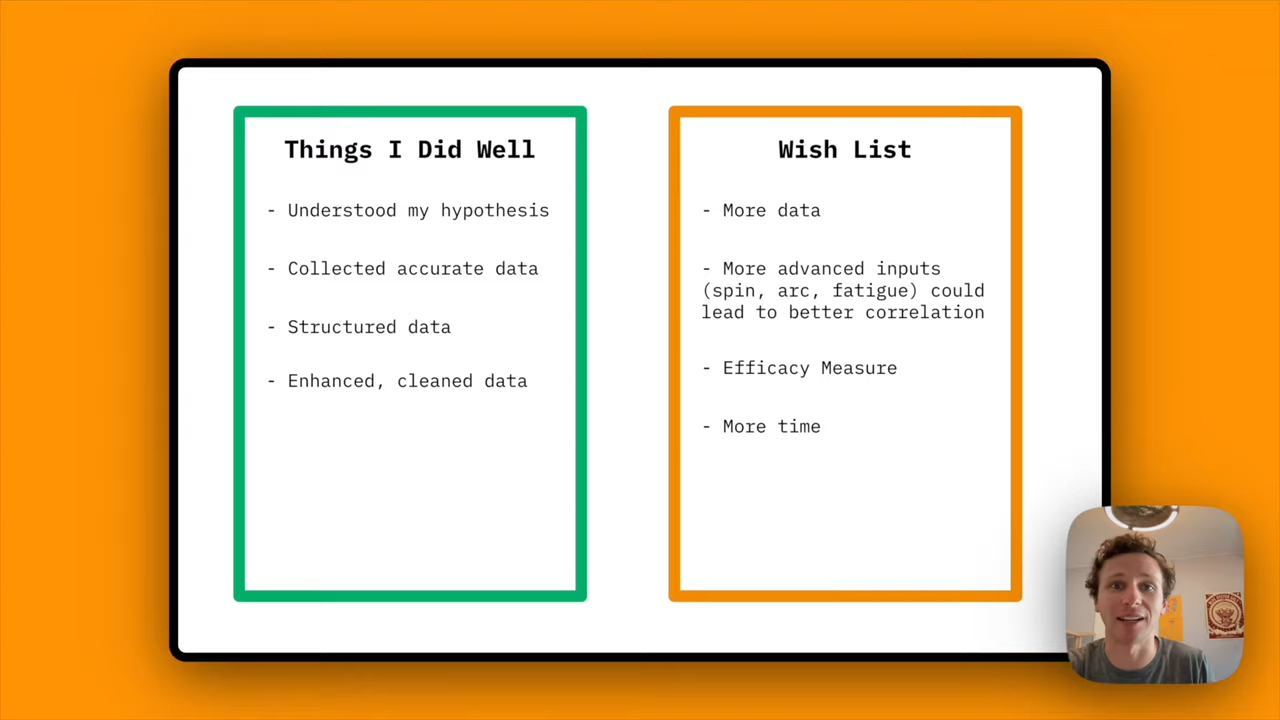 Things I Did Well
- Understood my hypothesis
- Collected accurate data
- Structured data
- Enhanced, cleaned data
Wish List
- More data
- More advanced inputs
(spin, arc, fatigue) could
lead to better correlation
- Efficacy Measure
- More time